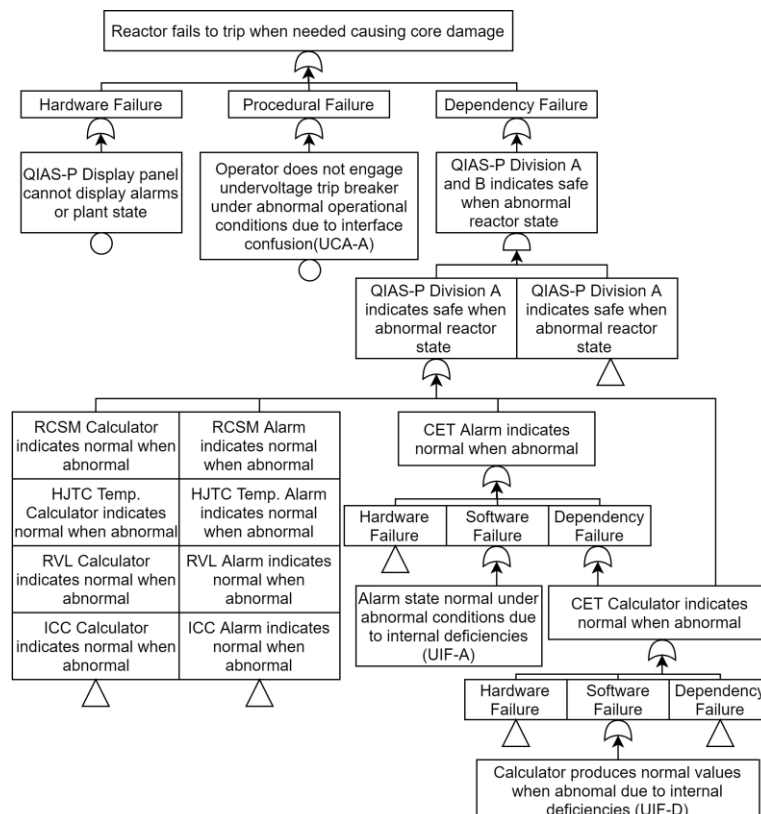 Reactor fails to trip when needed causing core damage
Hardware Failure
Procedural Failure
Dependency Failure
QIAS-P Display panel
cannot display alarms
or plant state
Operator does not engage
undervoltage trip breaker
under abnormal operational
conditions due to interface
confusion(UCA-A)
QIAS-P Division A
and B indicates safe
when abnormal
reactor state
QIAS-P Division A
indicates safe when
abnormal reactor
state
QIAS-P Division A
indicates safe when
abnormal reactor
state
RCSM Calculator
indicates normal when
abnormal
RCSM Alarm
indicates normal
when abnormal
CET Alarm indicates
normal when abnormal
HJTC Temp.
Calculator indicates
normal when abnormal
HJTC Temp. Alarm
indicates normal
when abnormal
RVL Calculator
indicates normal when
abnormal
RVL Alarm indicates
normal when
abnormal
ICC Calculator
indicates normal when
abnormal
ICC Alarm indicates
normal when
abnormal
Hardware
Failure
Software
Failure
Dependency
Failure
Alarm state normal under
abnormal conditions due
to internal deficiencies
(UIF-A)
CET Calculator indicates
normal when abnormal
Hardware
Failure
Software
Failure
Dependency
Failure
Calculator produces normal values
when abnomal due to internal
deficiencies (UIF-D)